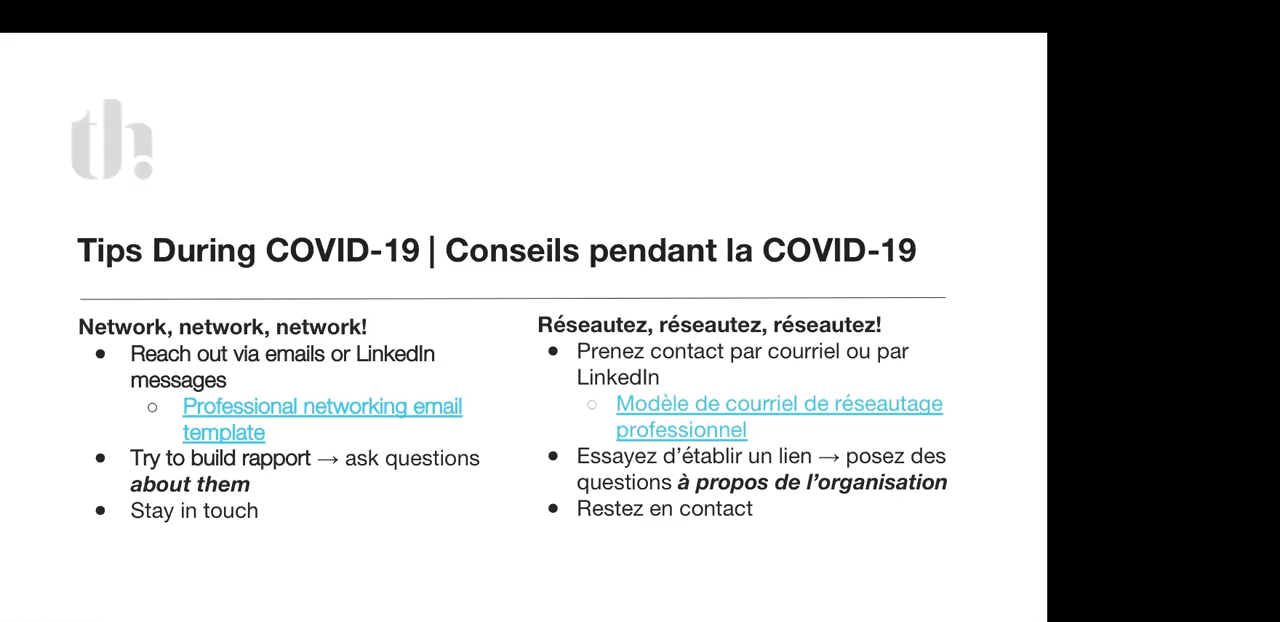 th.
Tips During COVID-19 | Conseils pendant la COVID-19
Network, network, network!
● Reach out via emails or LinkedIn
messages
○ Professional networking email
template
● Try to build rapport → ask questions
about them
● Stay in touch
Réseautez, réseautez, réseautez!
● Prenez contact par courriel ou par
LinkedIn
○ Modèle de courriel de réseautage
professionnel
● Essayez d’établir un lien → posez des
questions à propos de l’organisation
● Restez en contact